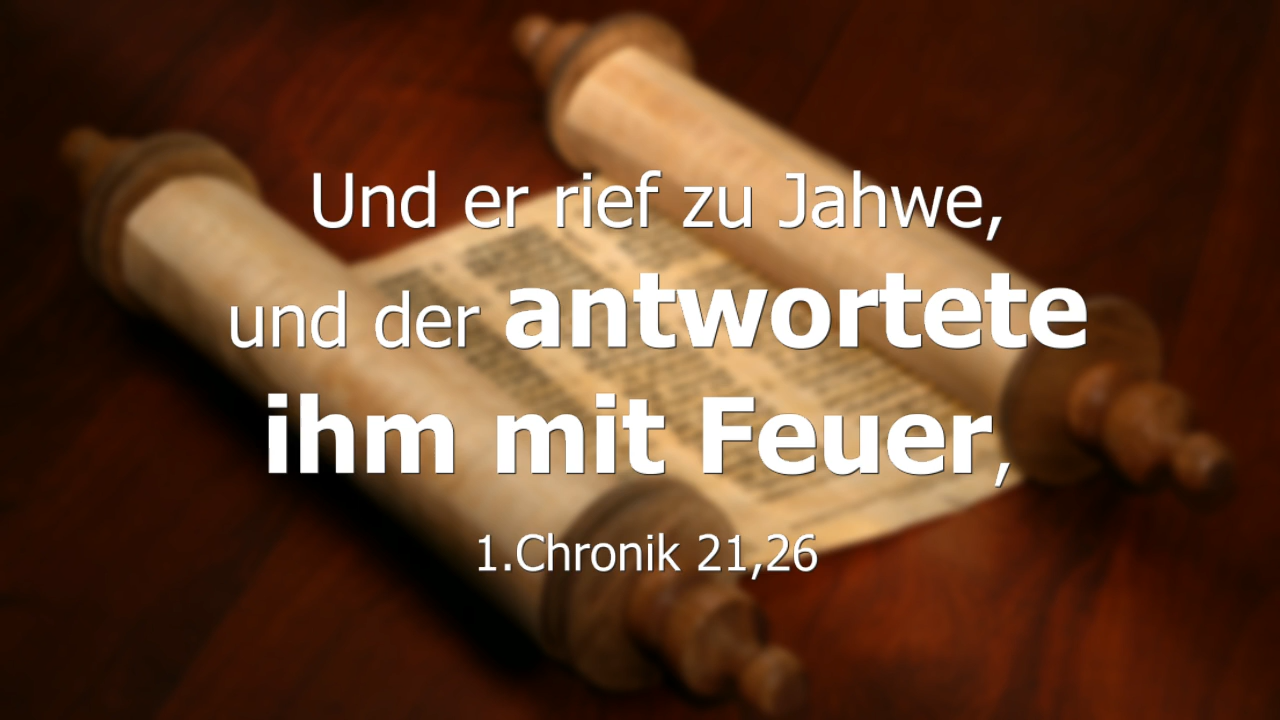 Und er rief zu Jahwe,
und der antwortete
ihm mit Feuer,
1.Chronik 21,26